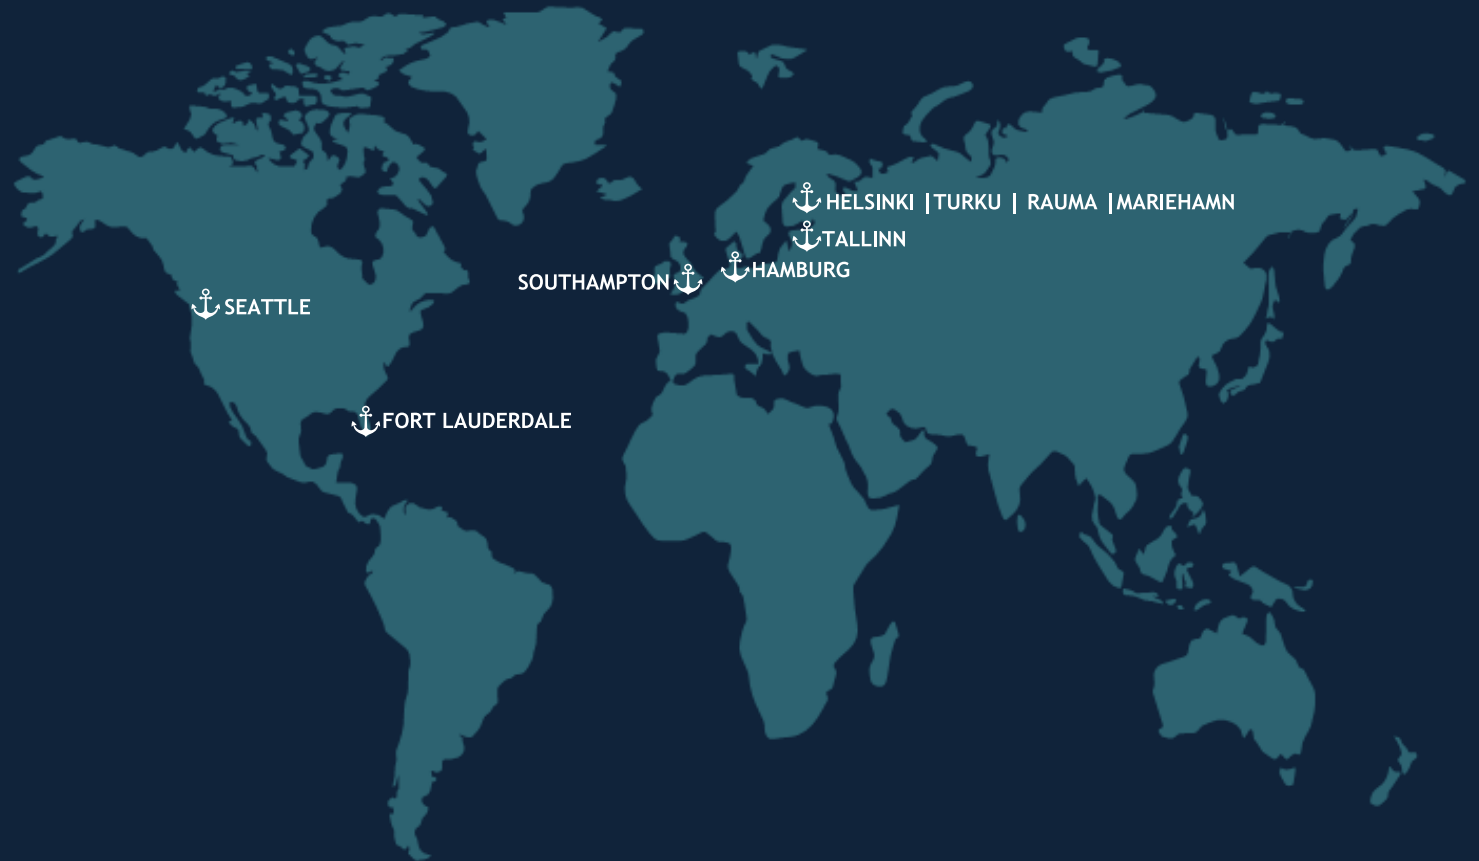 HELSINKI | TURKU | RAUMA | MARIEHAMN
TALLINN
HAMBURG
SOUTHAMPTON
SEATTLE
FORT LAUDERDALE